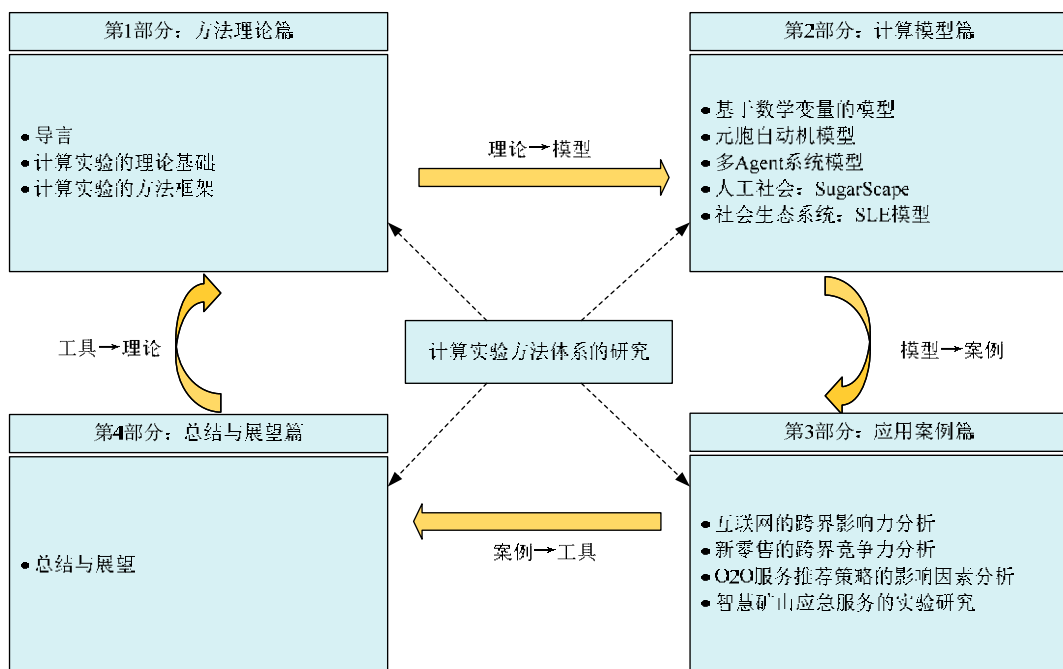 第1部分：方法理论篇
● 导言
● 计算实验的理论基础
● 计算实验的方法框架
理论→模型
第2部分：计算模型篇
● 基于数学变量的模型
● 元胞自动机模型
● 多Agent系统模型
● 人工社会：SugarScape
● 社会生态系统：SLE模型
工具→理论
计算实验方法体系的研究
模型→案例
第4部分：总结与展望篇
● 总结与展望
案例→工具
第3部分：应用案例篇
● 互联网的跨界影响力分析
● 新零售的跨界竞争力分析
● O2O服务推荐策略的影响因素分析
● 智慧矿山应急服务的实验研究